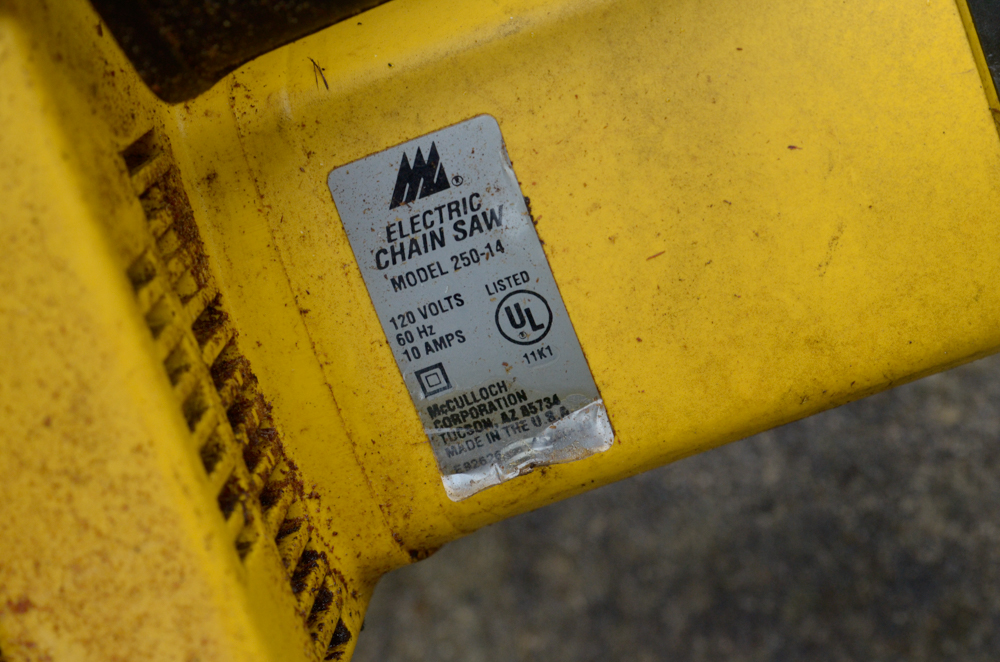 ELECTRIC
CHAIN SAW
MODEL 250-14
120 VOLTS
60 Hz
10 AMPS
LISTED
UL
11K1
McCULLOCH
CORPORATION
TUCSON, AZ 85734
MADE IN THE U.S.A.